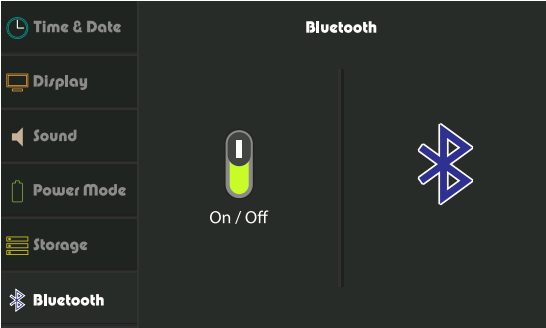 Time & Date
Display
Sound
Power Mode
Storage
Bluetooth
Bluetooth
On / Off